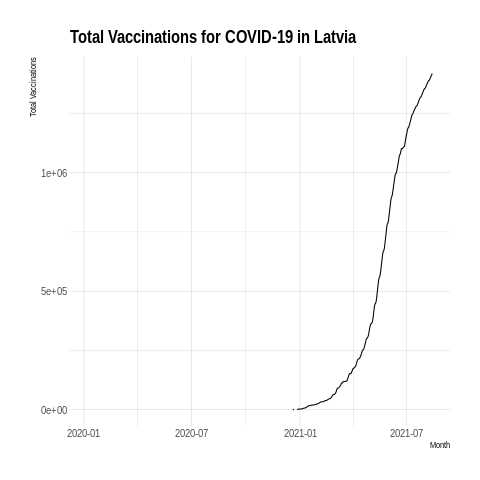 Total Vaccinations for COVID-19 in Latvia
Total Vaccinations
1e+06
5e+05
0e+00
2020-01 2020-07 2021-01 2021-07
Month